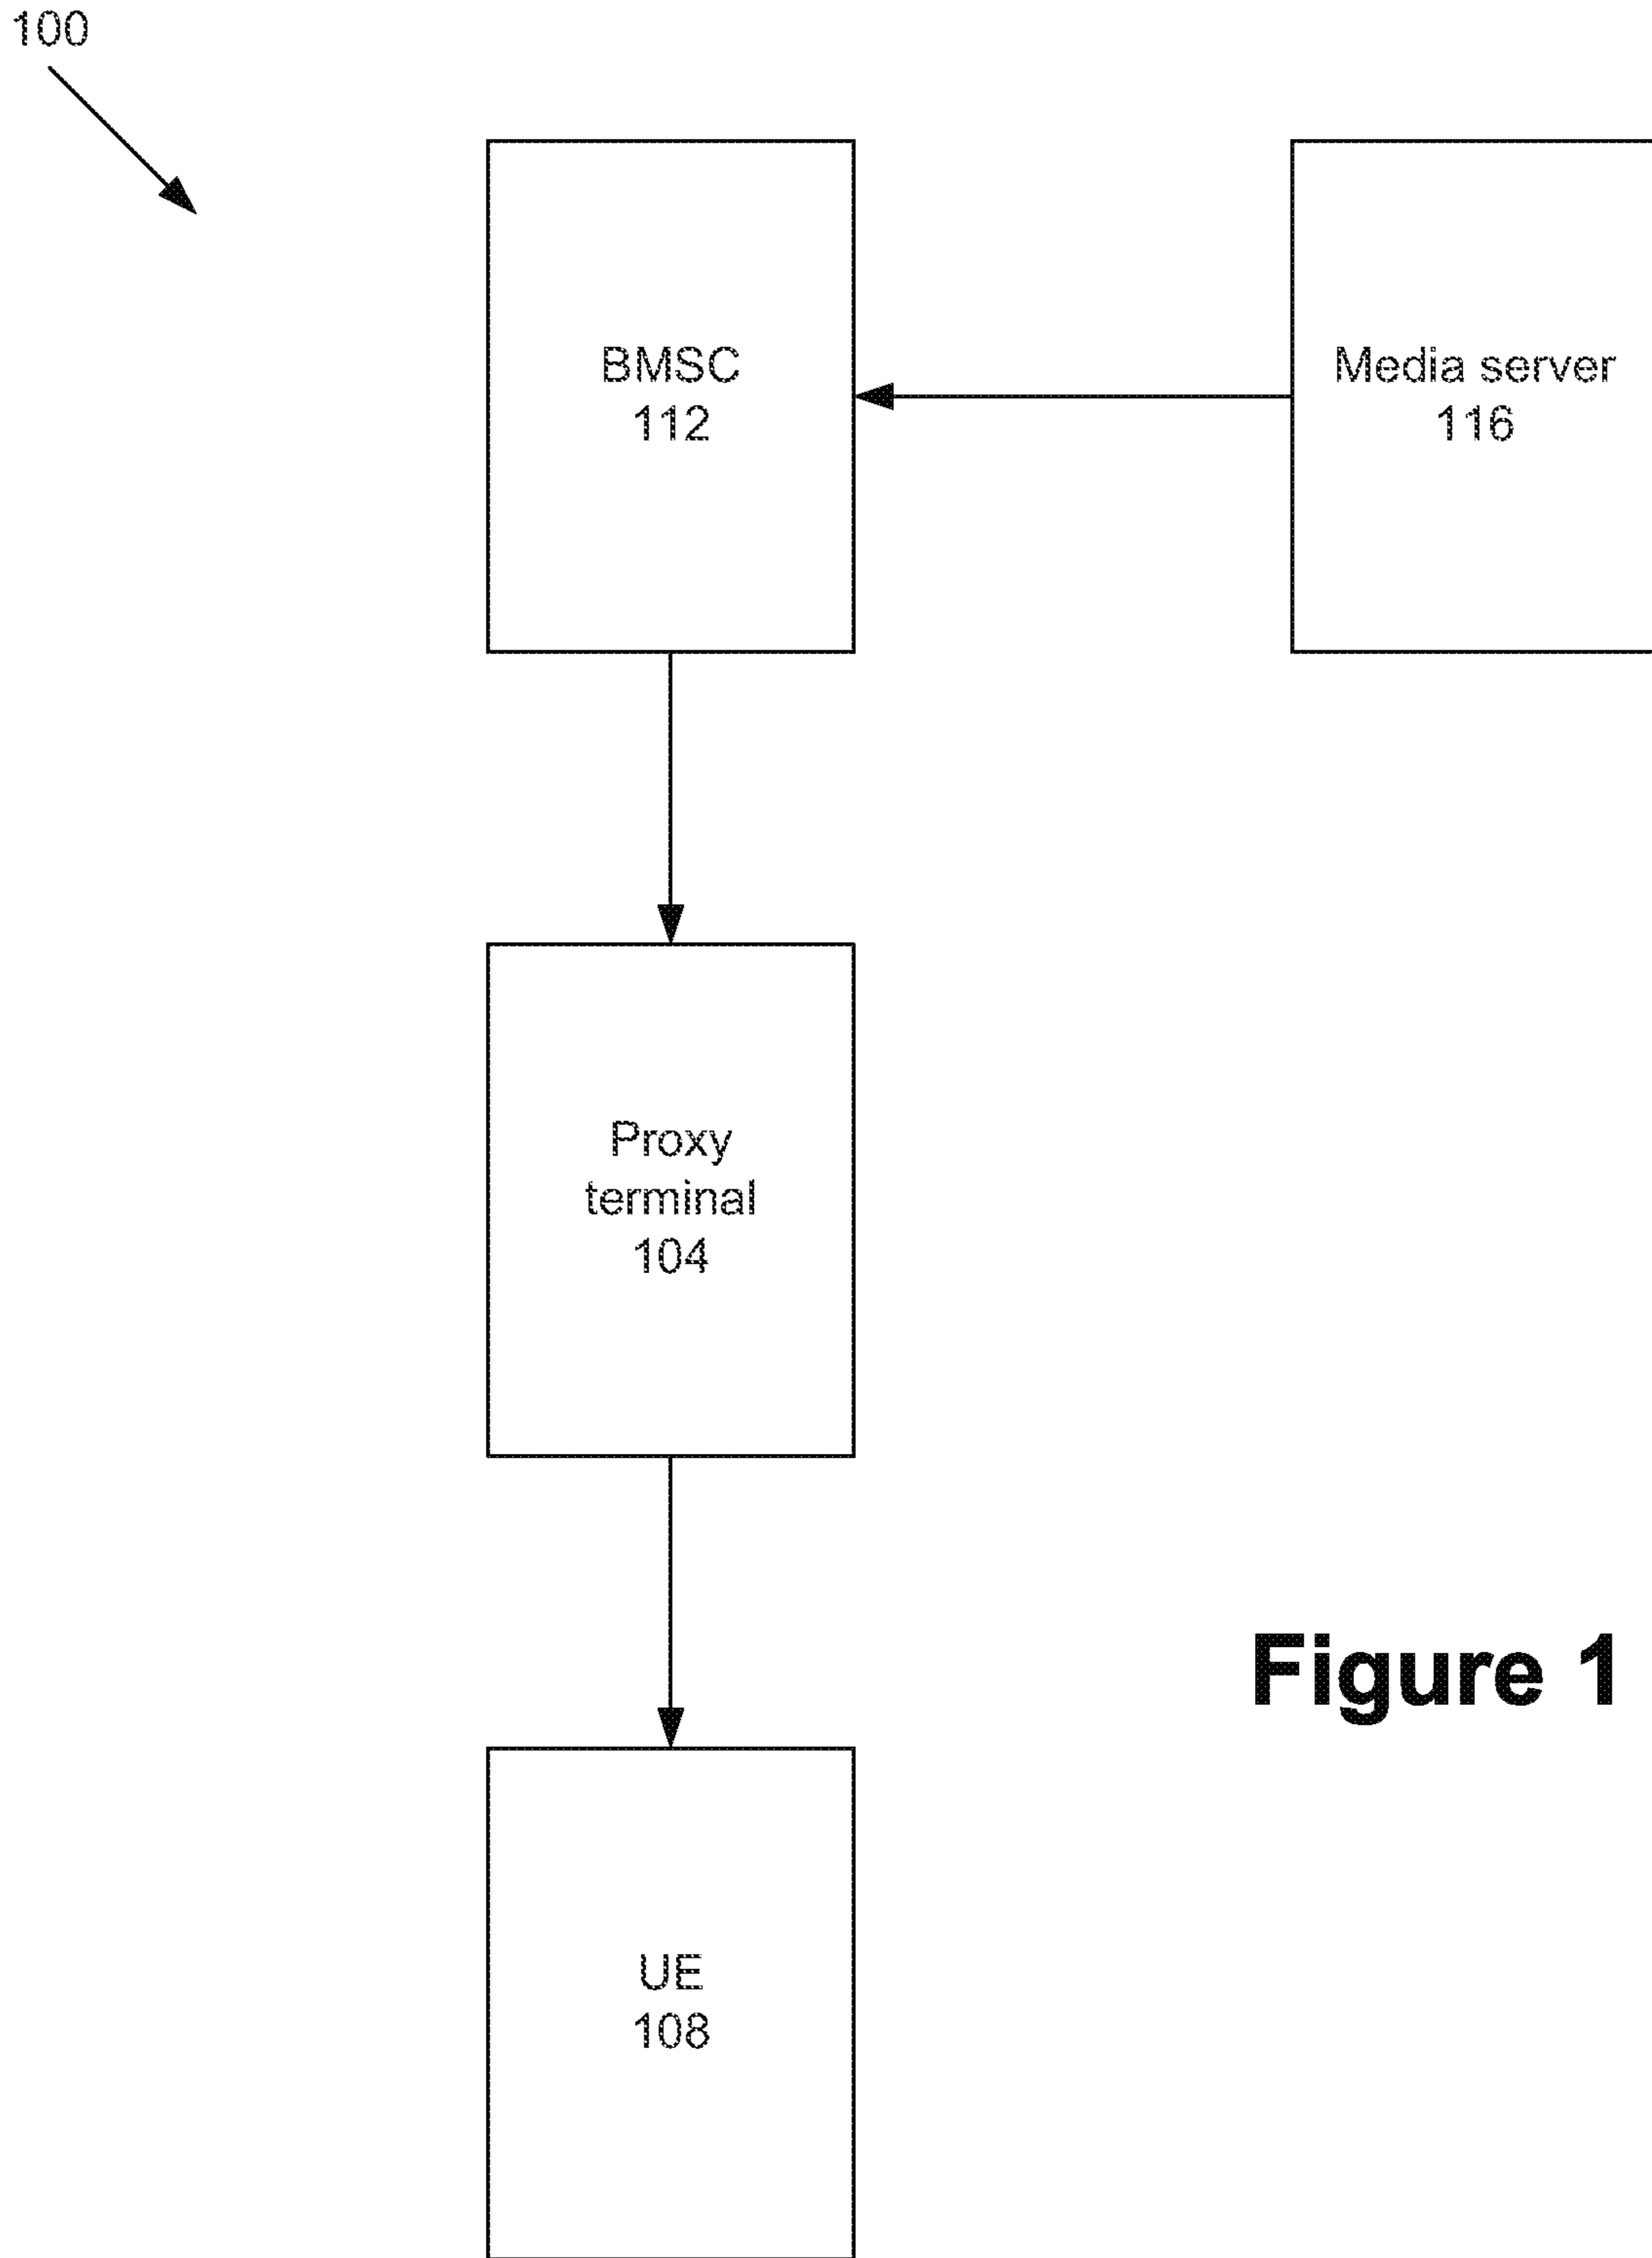 100
BMSC
112
Media server
116
Proxy
terminal
104
UE
108
Figure 1